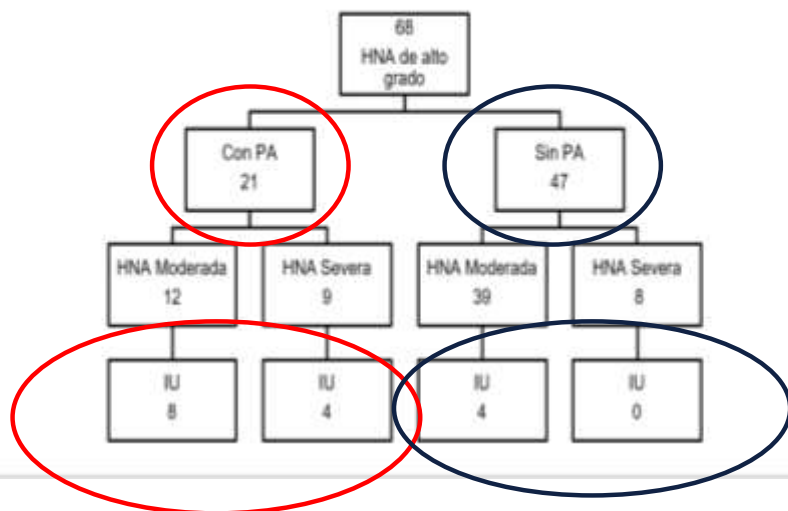 68
HNA de alto
grado
Con PA
21
Sin PA
47
HNA Moderada
12
HNA Severa
9
HNA Moderada
39
HNA Severa
8
IU
8
IU
4
IU
4
IU
0